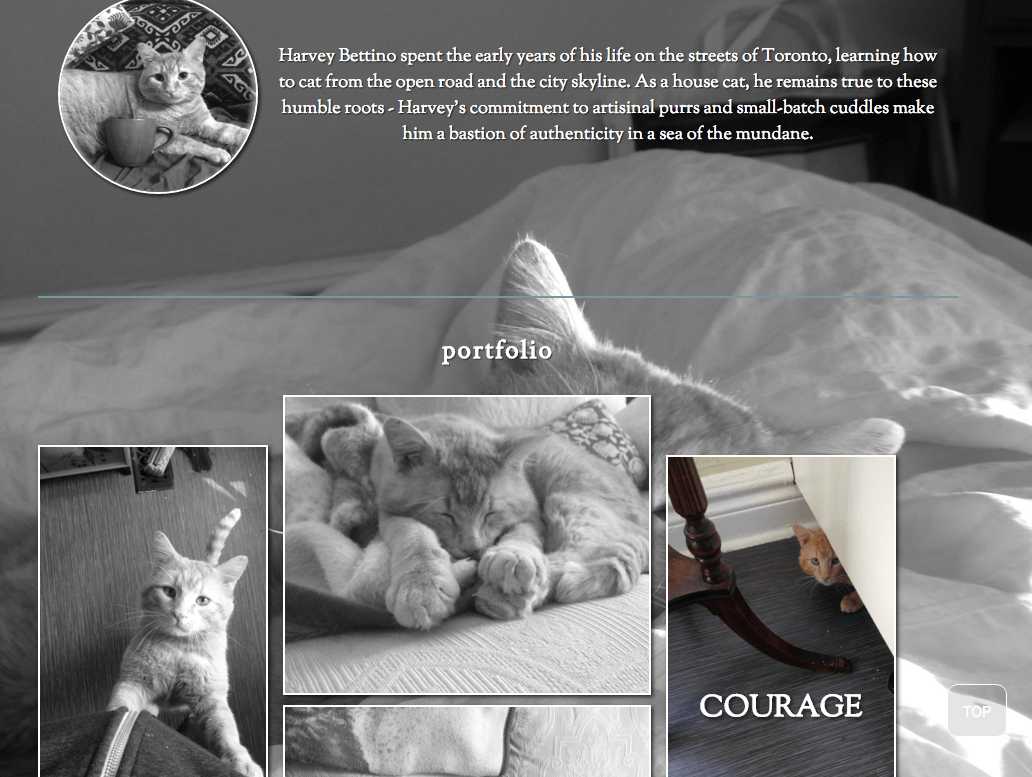 Harvey Bettino spent the early years of his life on the streets of Toronto, learning how
to cat from the open road and the city skyline. As a house cat, he remains true to these
humble roots - Harvey's commitment to artisinal purrs and small-batch cuddles make
him a bastion of authenticity in a sea of the mundane.
portfolio
COURAGE
TOP